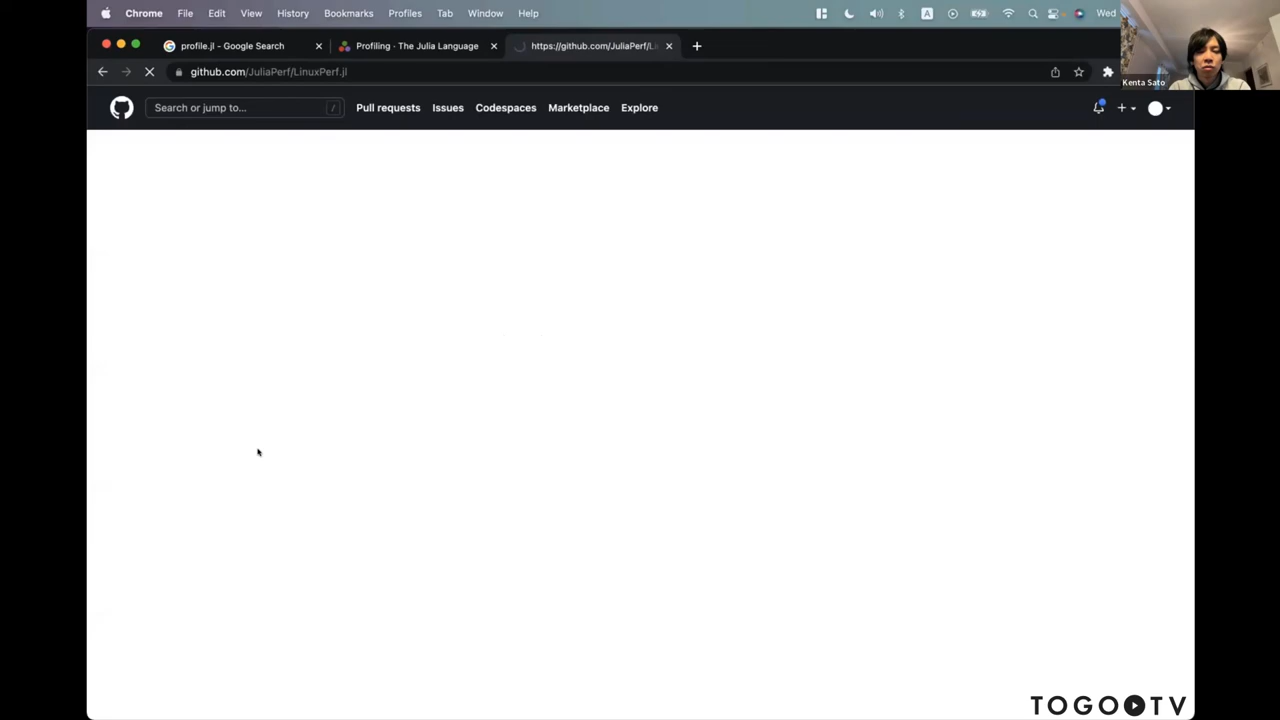 Chrome File Edit View History Bookmarks Profiles Tab Window Help A Wed
Kenta Sato
profile.jl - Google Search
Profiling · The Julia Language
https://github.com/JuliaPerf/Li
github.com/JuliaPerf/LinuxPerf.jl
Search or jump to... / Pull requests Issues Codespaces Marketplace Explore
TOGO TV